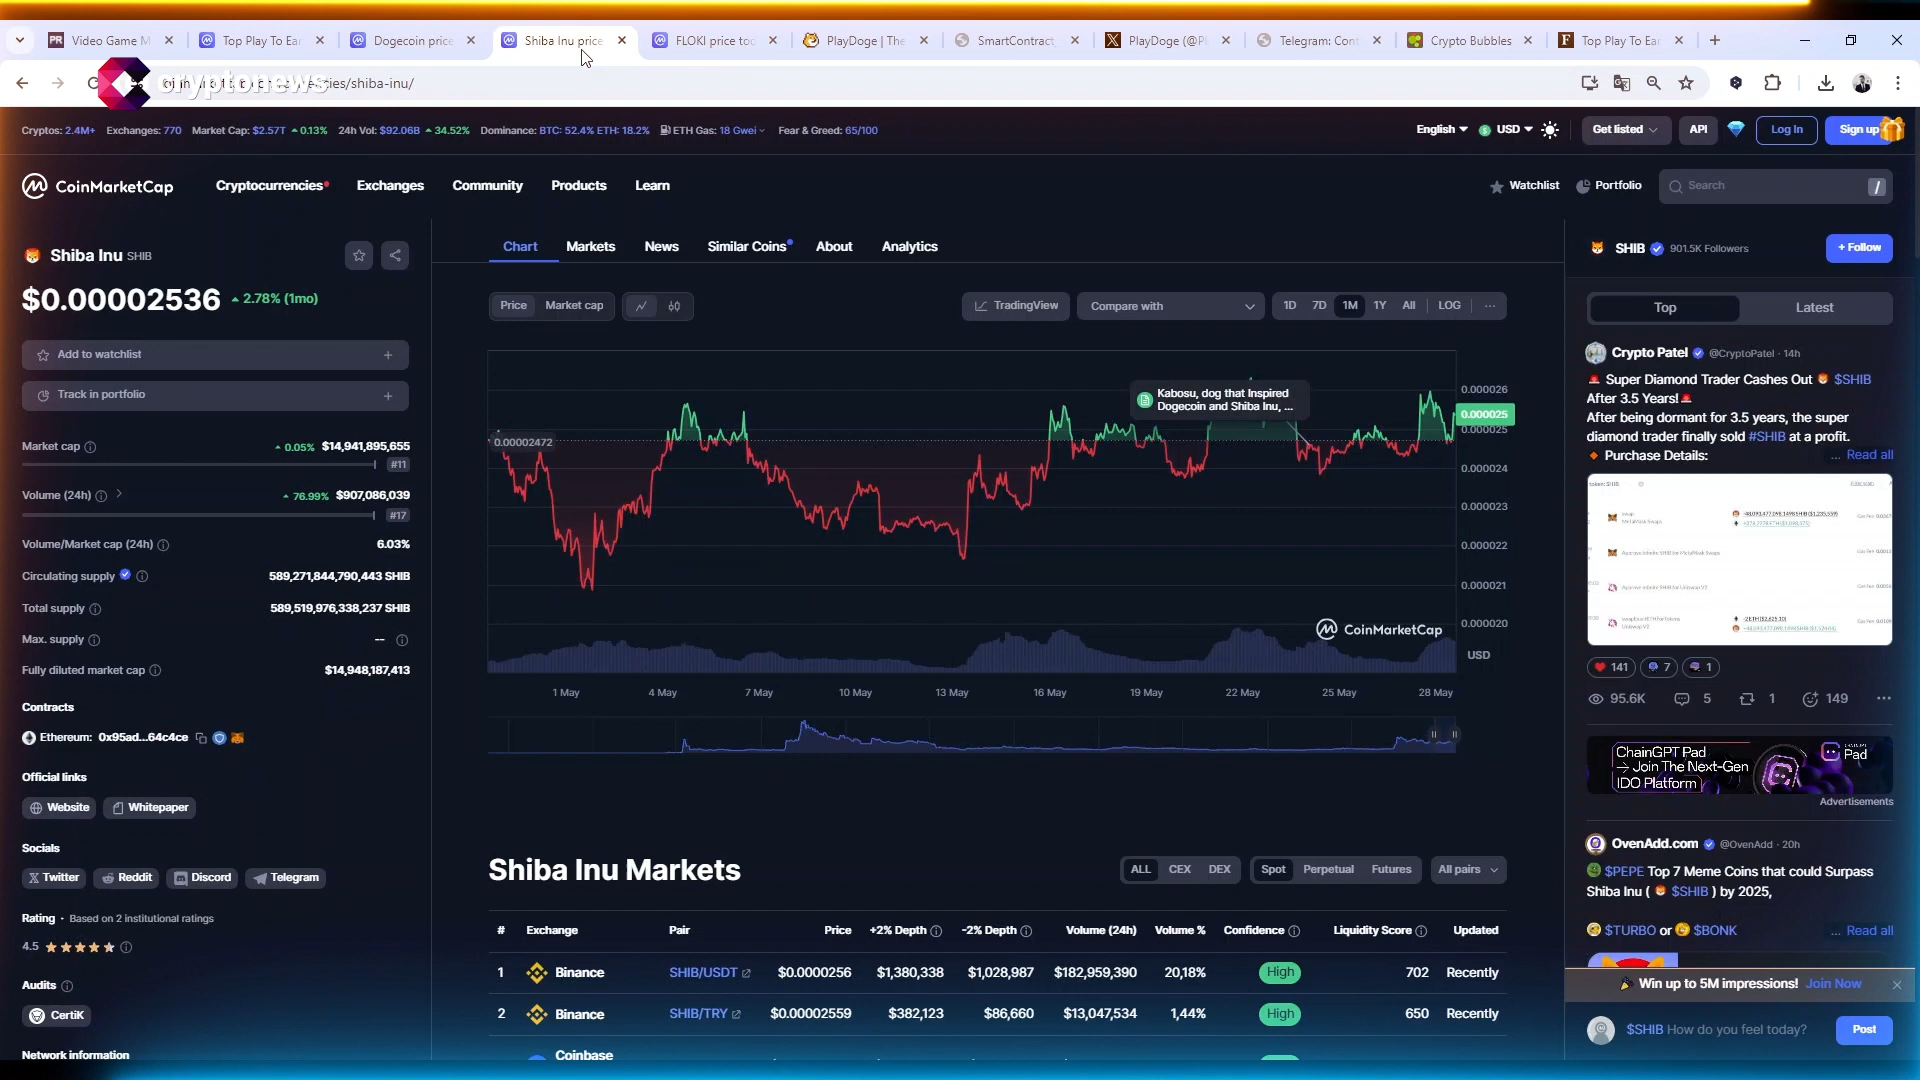 Video Game M
Top Play To Ear
Dogecoin price
Shiba Inu price
FLOKI price too
PlayDoge | The
SmartContract_
PlayDoge (@Pl
Telegram: Cont
Crypto Bubbles
Top Play To Ear
cryptonews
cies/shiba-inu/
Cryptos: 2.4M+ Exchanges: 770 Market Cap: $2.57T 0.13% 24h Vol: $92.06B 34.52% Dominance: BTC: 52.4% ETH: 18.2% ETH Gas: 18 Gwei Fear & Greed: 65/100
English USD Get listed API Log In Sign up
CoinMarketCap Cryptocurrencies Exchanges Community Products Learn
Watchlist Portfolio Search /
Shiba Inu SHIB
$0.00002536 2.78% (1mo)
Add to watchlist +
Track in portfolio +
Market cap 0.05% $14,941,895,655
#11
Volume (24h) 76.99% $907,086,039
#17
Volume/Market cap (24h) 6.03%
Circulating supply 589,271,844,790,443 SHIB
Total supply 589,519,976,338,237 SHIB
Max. supply --
Fully diluted market cap $14,948,187,413
Contracts
Ethereum: 0x95ad...64c4ce
Official links
Website Whitepaper
Socials
Twitter Reddit Discord Telegram
Rating · Based on 2 institutional ratings
4.5
Audits
CertiK
Network information
Chart Markets News Similar Coins About Analytics
Price Market cap
TradingView Compare with 1D 7D 1M 1Y All LOG ...
Kabosu, dog that Inspired
Dogecoin and Shiba Inu, ...
0.00002472
0.000026
0.000025
0.000025
0.000024
0.000023
0.000022
0.000021
0.000020
CoinMarketCap
USD
1 May 4 May 7 May 10 May 13 May 16 May 19 May 22 May 25 May 28 May
Shiba Inu Markets
ALL CEX DEX Spot Perpetual Futures All pairs
# Exchange Pair Price +2% Depth -2% Depth Volume (24h) Volume % Confidence Liquidity Score Updated
1 Binance SHIB/USDT $0.0000256 $1,380,338 $1,028,987 $182,959,390 20,18% High 702 Recently
2 Binance SHIB/TRY $0.00002559 $382,123 $86,660 $13,047,534 1,44% High 650 Recently
Coinbase
SHIB 901.5K Followers + Follow
Top Latest
Crypto Patel @CryptoPatel · 14h
Super Diamond Trader Cashes Out $SHIB
After 3.5 Years!
After being dormant for 3.5 years, the super
diamond trader finally sold #SHIB at a profit.
Purchase Details: ... Read all
141 7 1
95.6K 5 1 149 ...
ChainGPT Pad
→ Join The Next-Gen
IDO Platform
Pad
Advertisements
OvenAdd.com @OvenAdd · 20h
$PEPE Top 7 Meme Coins that could Surpass
Shiba Inu ( $SHIB ) by 2025,
$TURBO or $BONK ... Read all
Win up to 5M impressions! Join Now
$SHIB How do you feel today? Post